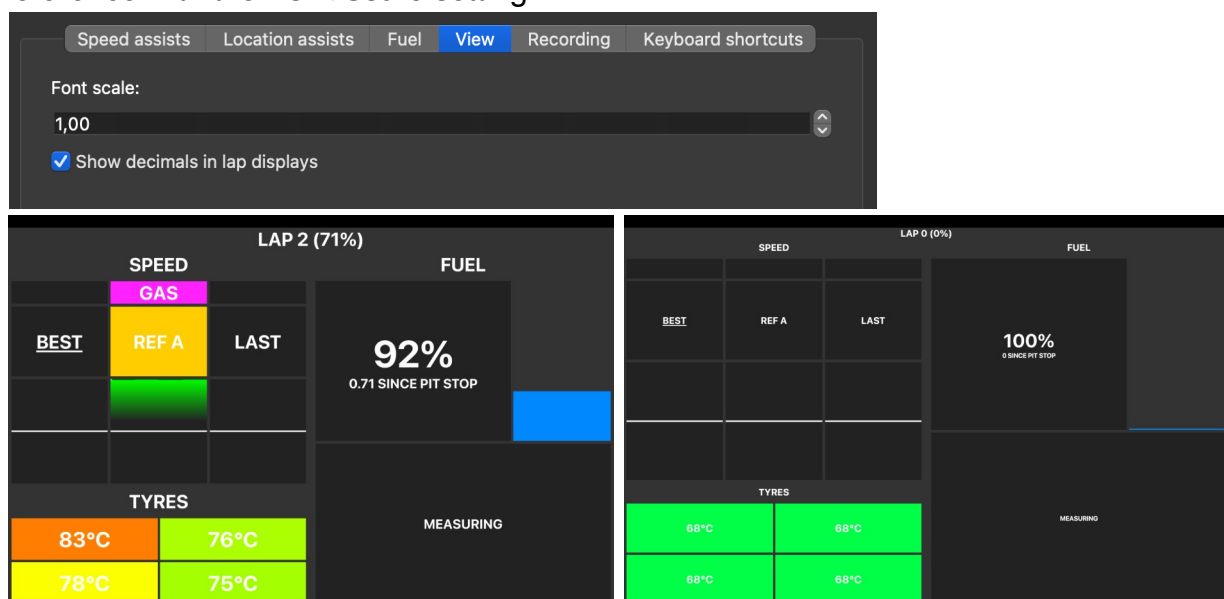 Speed assists Location assists Fuel View Recording Keyboard shortcuts
Font scale:
1,00
Show decimals in lap displays
LAP 2 (71%)
SPEED FUEL
GAS
BEST REF A LAST
92%
0.71 SINCE PIT STOP
TYRES
MEASURING
83°C 76°C
78°C 75°C
LAP 0 (0%)
SPEED FUEL
BEST REF A LAST
100%
0 SINCE PIT STOP
TYRES
MEASURING
68°C 68°C
68°C 68°C